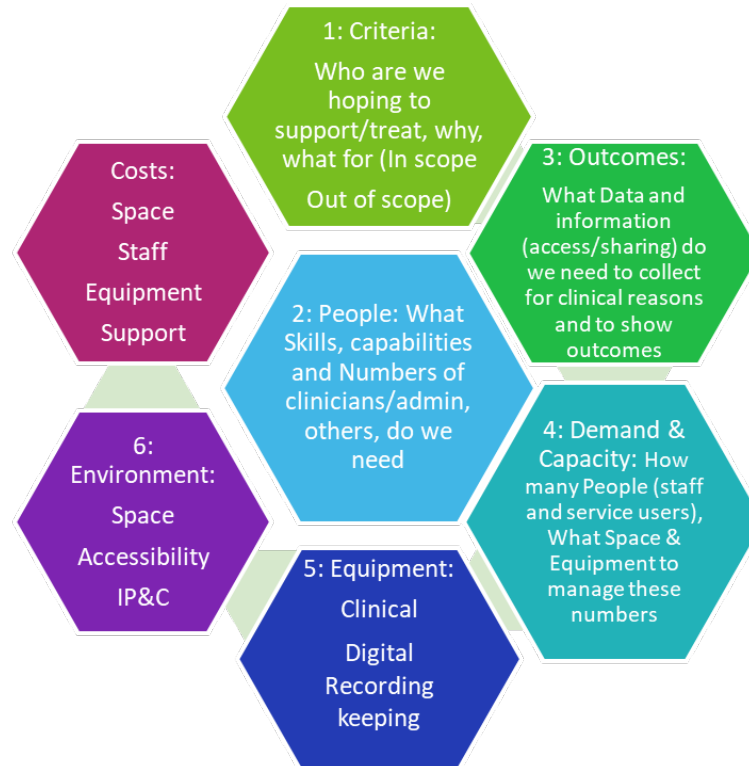 1: Criteria:
Who are we
hoping to
support/treat, why,
what for (In scope
Out of scope)
2: People: What
Skills, capabilities
and Numbers of
clinicians/admin,
others, do we
need
3: Outcomes:
What Data and
information
(access/sharing) do
we need to collect
for clinical reasons
and to show
outcomes
4: Demand &
Capacity: How
many People (staff
and service users),
What Space &
Equipment to
manage these
numbers
5: Equipment:
Clinical
Digital
Recording
keeping
6:
Environment:
Space
Accessibility
IP&C
Costs:
Space
Staff
Equipment
Support